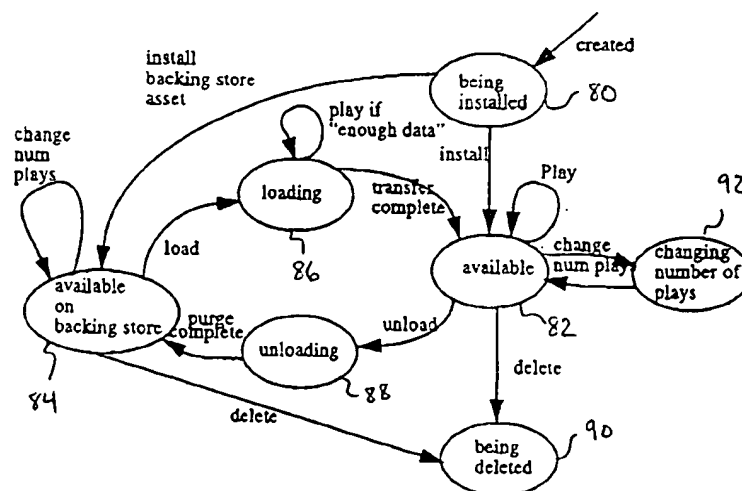 created
install
backing store
asset
being
installed
80
play if
"enough data"
change
num
plays
install
Play
92
loading
transfer
complete
load
86
change
num play
changing
number of
plays
available
available
on
backing store
82
purge
complete
unload
unloading
88
84
delete
delete
90
being
deleted